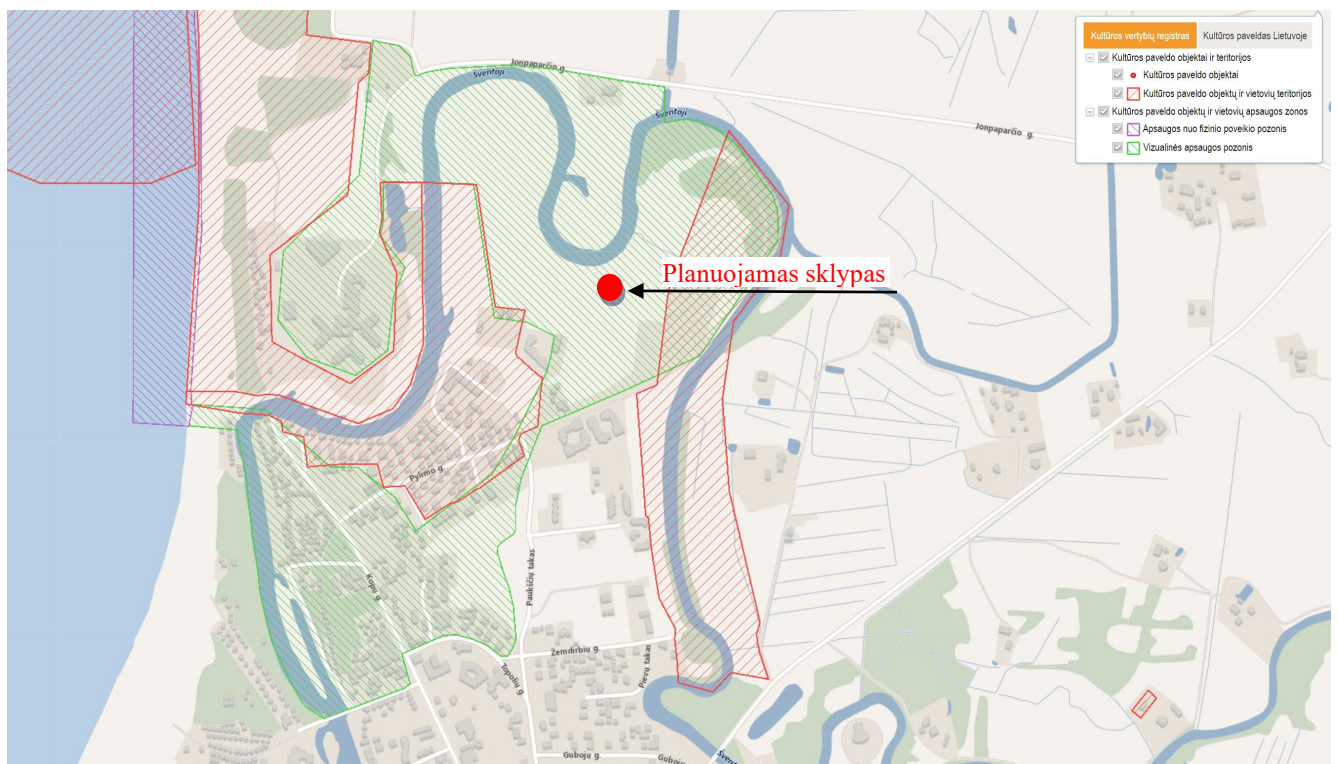 Kultūros vertybių registras
Kultūros paveldas Lietuvoje
Kultūros paveldo objektai ir teritorijos
Kultūros paveldo objektai
Kultūros paveldo objektų ir vietovių teritorijos
Kultūros paveldo objektų ir vietovių apsaugos zonos
Apsaugos nuo fizinio poveikio pozonis
Vizualinės apsaugos pozonis
Jonpaparčio g.
Šventoji
Šventoji
Jonpaparčio g.
Planuojamas sklypas
Pylimo g.
Kopų g.
Paukščių takas
Žemdirbių g.
Topolių g.
Pievų takas
Gubojų g.
Guboj